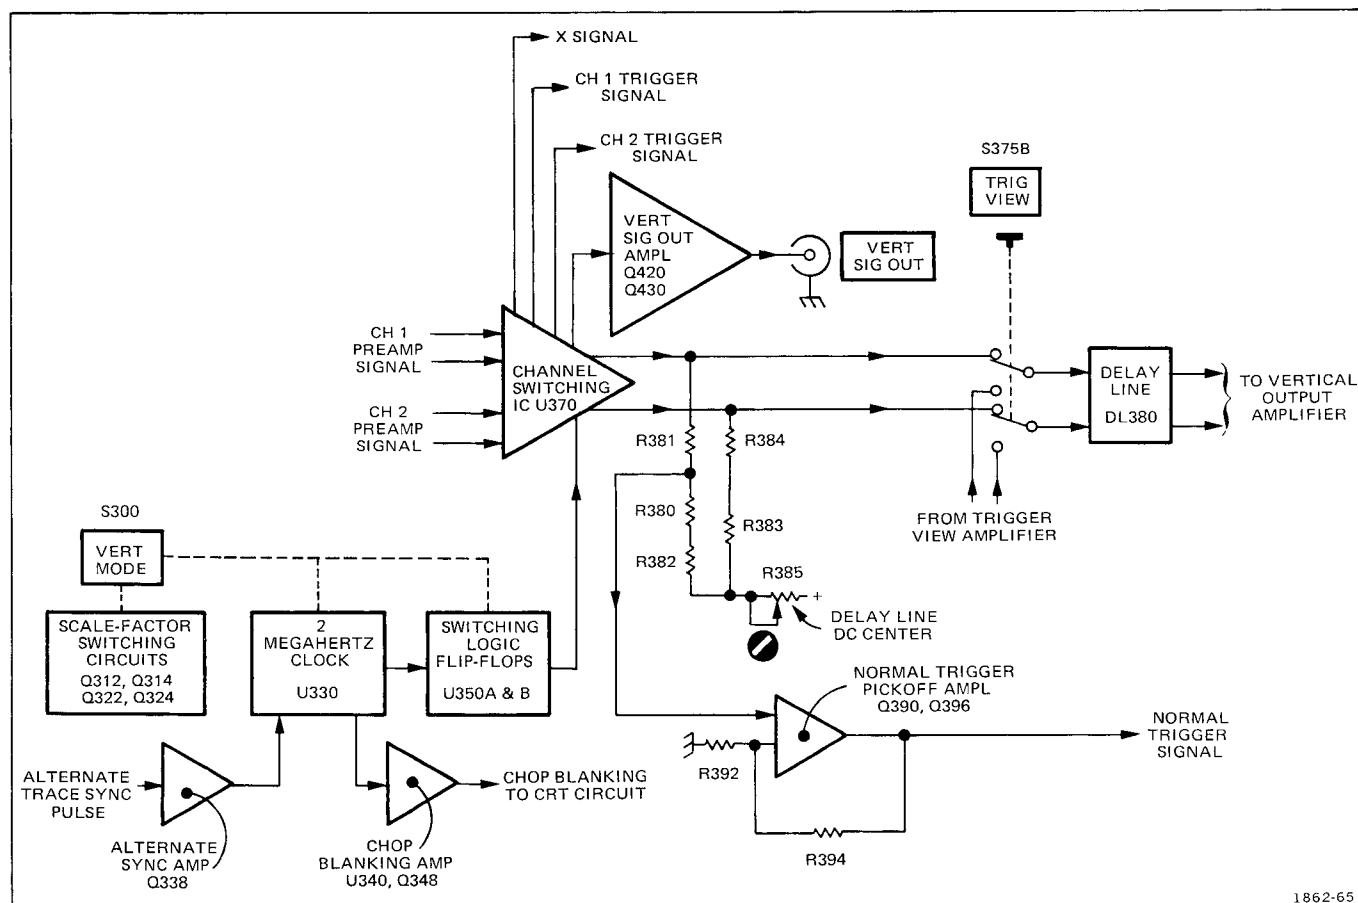 X SIGNAL
CH 1 TRIGGER
SIGNAL
CH 2 TRIGGER
SIGNAL
S375B
TRIG
VIEW
VERT
SIG OUT
AMPL
Q420
Q430
VERT
SIG OUT
CH 1
PREAMP
SIGNAL
CH 2
PREAMP
SIGNAL
CHANNEL
SWITCHING
IC U370
DELAY
LINE
DL380
TO VERTICAL
OUTPUT
AMPLIFIER
R381
R384
R380
R383
R382
R385
+
FROM TRIGGER
VIEW AMPLIFIER
DELAY LINE
DC CENTER
S300
VERT
MODE
SCALE-FACTOR
SWITCHING
CIRCUITS
Q312, Q314
Q322, Q324
2
MEGAHERTZ
CLOCK
U330
SWITCHING
LOGIC
FLIP-FLOPS
U350A & B
NORMAL TRIGGER
PICKOFF AMPL
Q390, Q396
NORMAL
TRIGGER
SIGNAL
R392
R394
ALTERNATE
TRACE SYNC
PULSE
CHOP BLANKING
TO CRT CIRCUIT
ALTERNATE
SYNC AMP
Q338
CHOP
BLANKING AMP
U340, Q348
1862-65